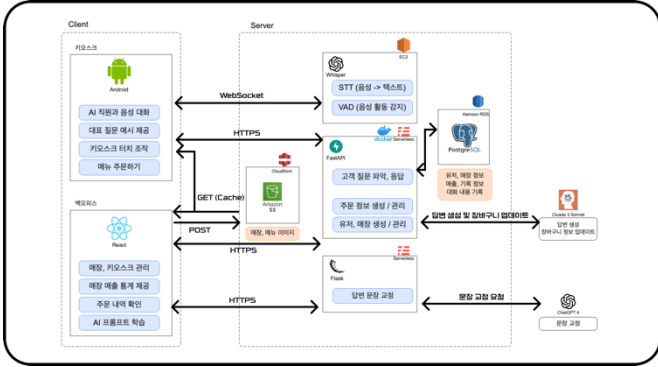 Client
Server
키오스크
Android
AI 직원과 음성 대화
대표 질문 예시 제공
키오스크 터치 조작
메뉴 주문하기
백오피스
React
매장, 키오스크 관리
매장 매출 통계 제공
주문 내역 확인
AI 프롬프트 학습
WebSocket
HTTPS
GET (Cache)
POST
HTTPS
HTTPS
EC2
Whisper
STT (음성 -> 텍스트)
VAD (음성 활동 감지)
docker
Serverless
FastAPI
고객 질문 파악, 응답
주문 정보 생성 / 관리
유저, 매장 생성 / 관리
Cloudfront
Amazon
S3
매장, 메뉴 이미지
Serverless
Flask
답변 문장 교정
Aamzon RDS
PostgreSQL
유저, 매장 정보
매출, 기록 정보
대화 내용 기록
답변 생성 및 장바구니 업데이트
Cluade 3 Sonnet
답변 생성
장바구니 정보 업데이트
문장 교정 요청
ChatGPT 4
문장 교정